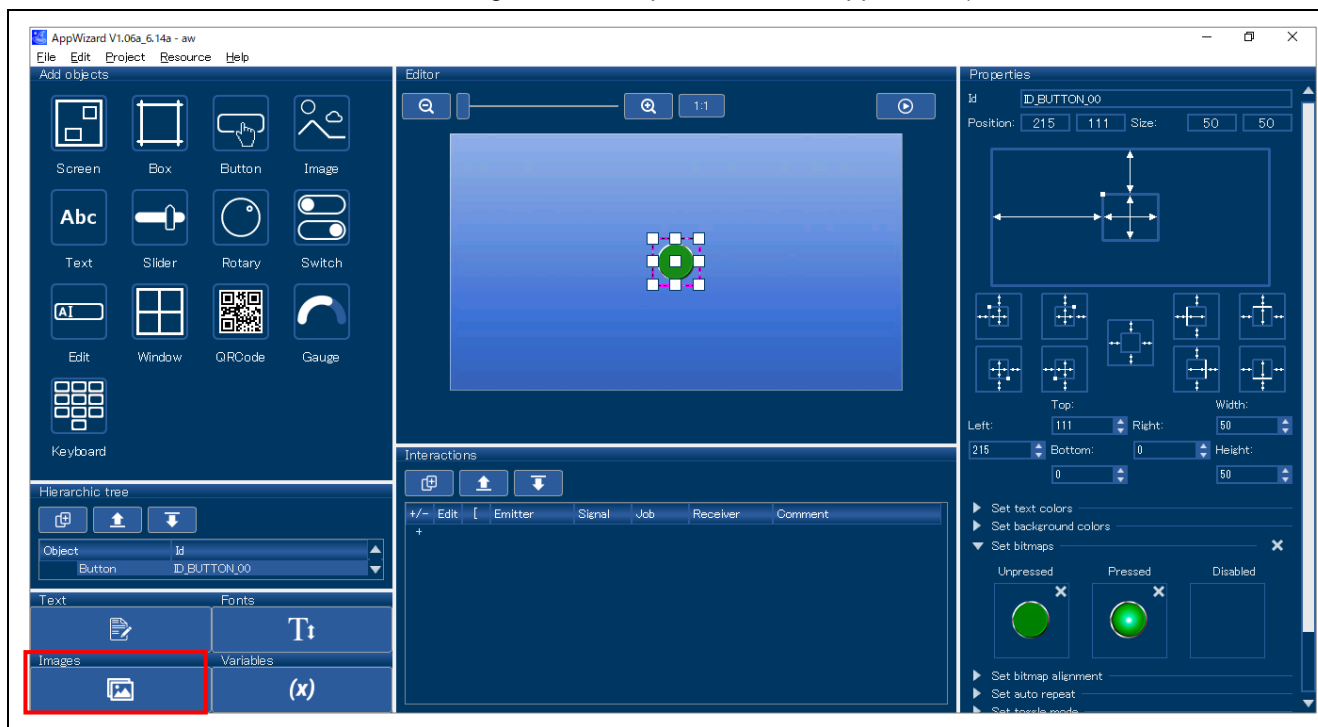 AppWizard V1.06a_6.14a - aw
File Edit Project Resource Help
Add objects
Screen Box Button Image
Abc
Text Slider Rotary Switch
AI
Edit Window QRCode Gauge
Keyboard
Hierarchic tree
Object Id
Button ID_BUTTON_00
Text Fonts
Images Variables
(x)
Editor
1:1
Interactions
+/- Edit [ Emitter Signal Job Receiver Comment
+
Properties
Id ID_BUTTON_00
Position: 215 111 Size: 50 50
Top: Width:
Left: 111 Right: 50
215 Bottom: 0 Height:
0 50
Set text colors
Set background colors
Set bitmaps
Unpressed Pressed Disabled
Set bitmap alignment
Set auto repeat
Set toggle mode